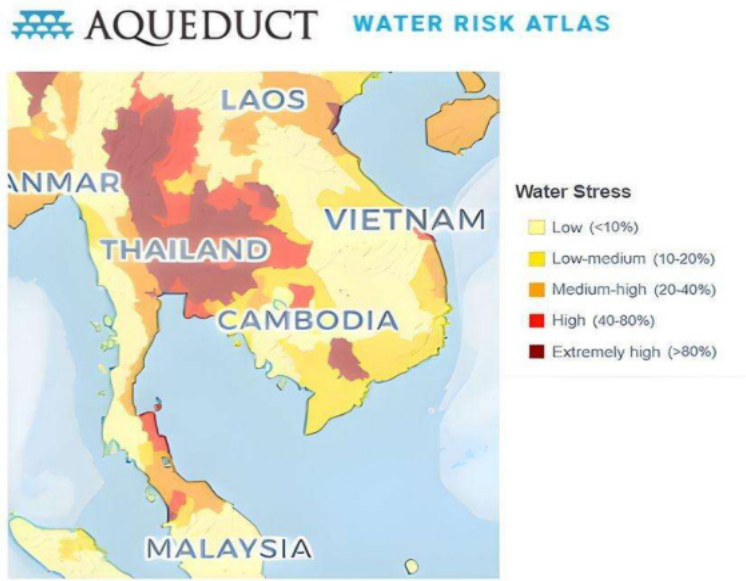 AQUEDUCT WATER RISK ATLAS
LAOS
ANMAR
VIETNAM
THAILAND
CAMBODIA
MALAYSIA
Water Stress
Low (<10%)
Low-medium (10-20%)
Medium-high (20-40%)
High (40-80%)
Extremely high (>80%)